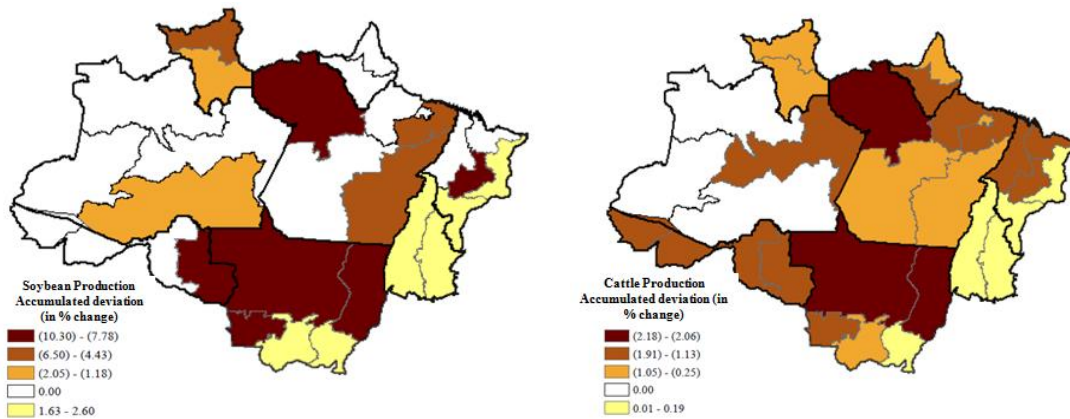 Soybean Production
Accumulated deviation
(in % change)
(10.30) - (7.78)
(6.50) - (4.43)
(2.05) - (1.18)
0.00
1.63 - 2.60
Cattle Production
Accumulated deviation (in
% change)
(2.18) - (2.06)
(1.91) - (1.13)
(1.05) - (0.25)
0.00
0.01 - 0.19